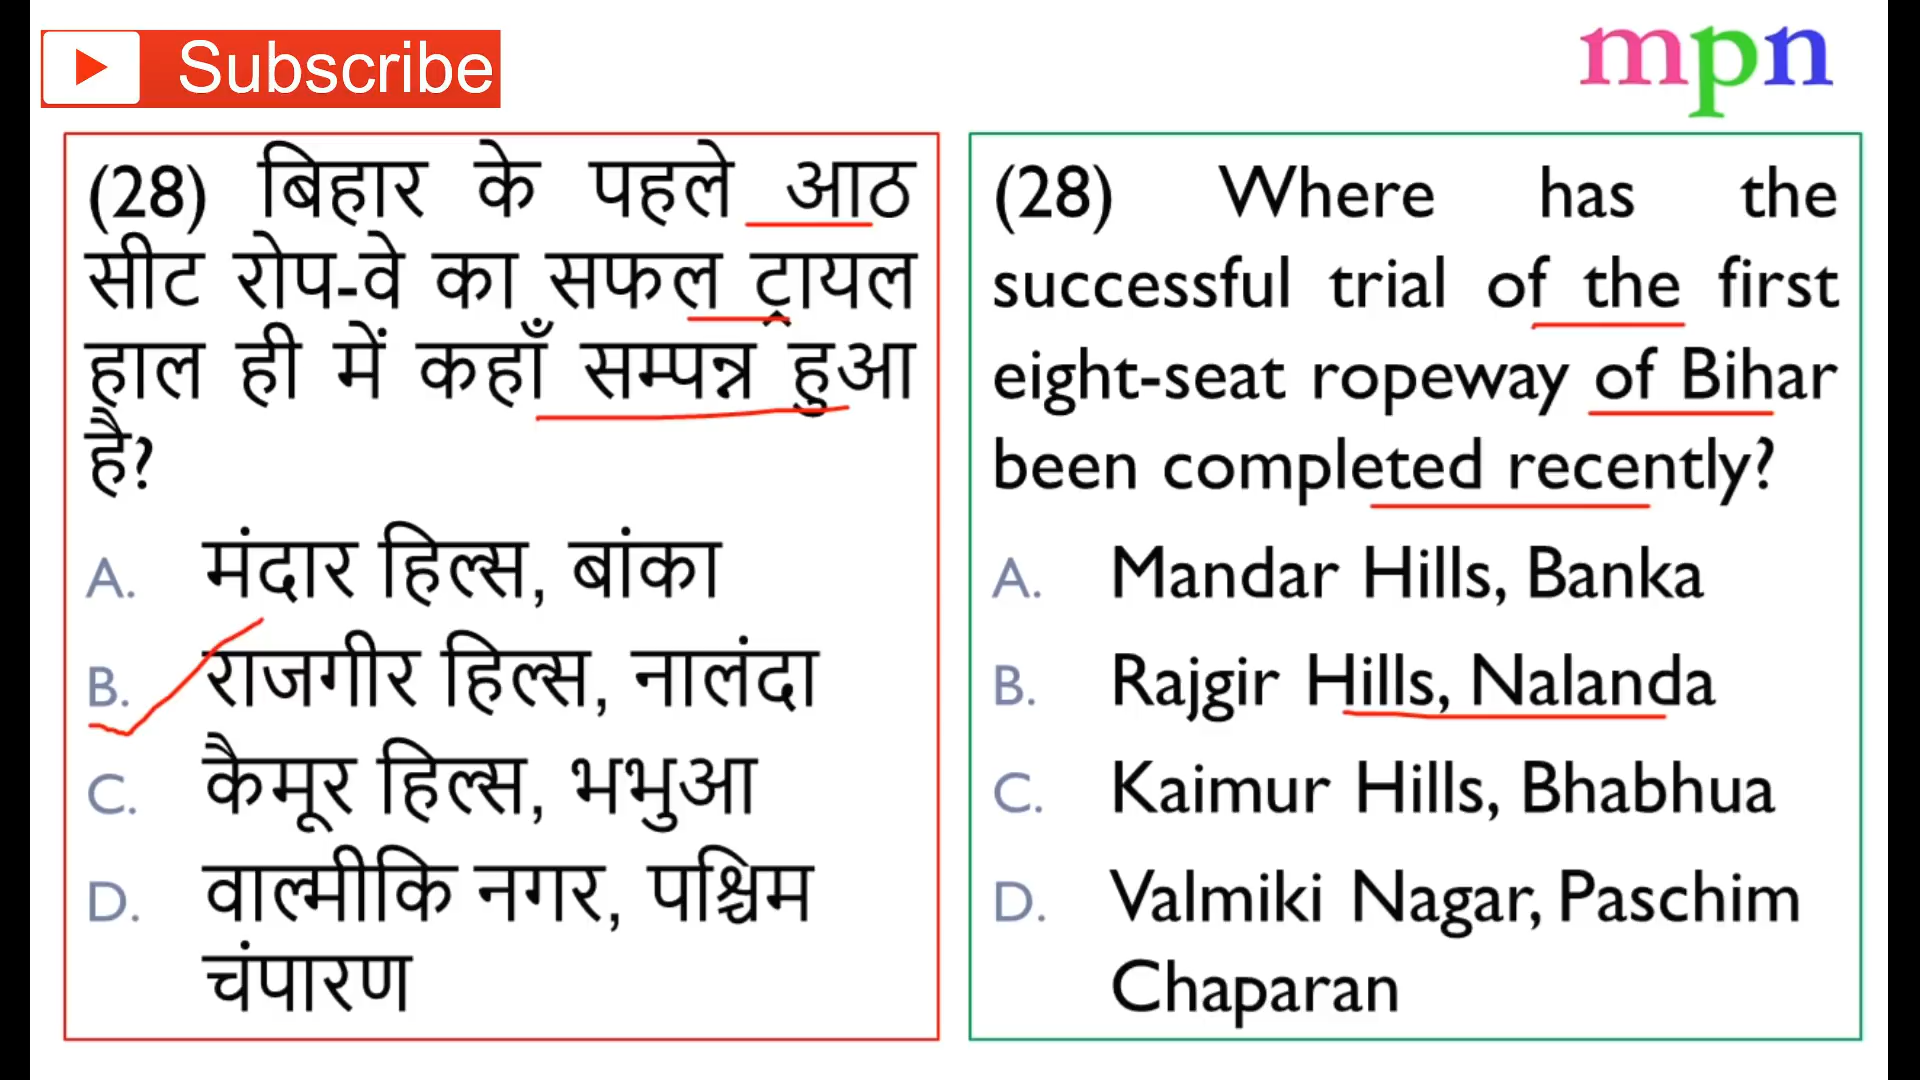 Subscribe
mpn
(28) बिहार के पहले आठ
सीट रोप-वे का सफल ट्रायल
हाल ही में कहाँ सम्पन्न हुआ
है?
A. मंदार हिल्स, बांका
B. राजगीर हिल्स, नालंदा
C. कैमूर हिल्स, भभुआ
D. वाल्मीकि नगर, पश्चिम
चंपारण
(28) Where has the
successful trial of the first
eight-seat ropeway of Bihar
been completed recently?
A. Mandar Hills, Banka
B. Rajgir Hills, Nalanda
C. Kaimur Hills, Bhabhua
D. Valmiki Nagar, Paschim
Chaparan